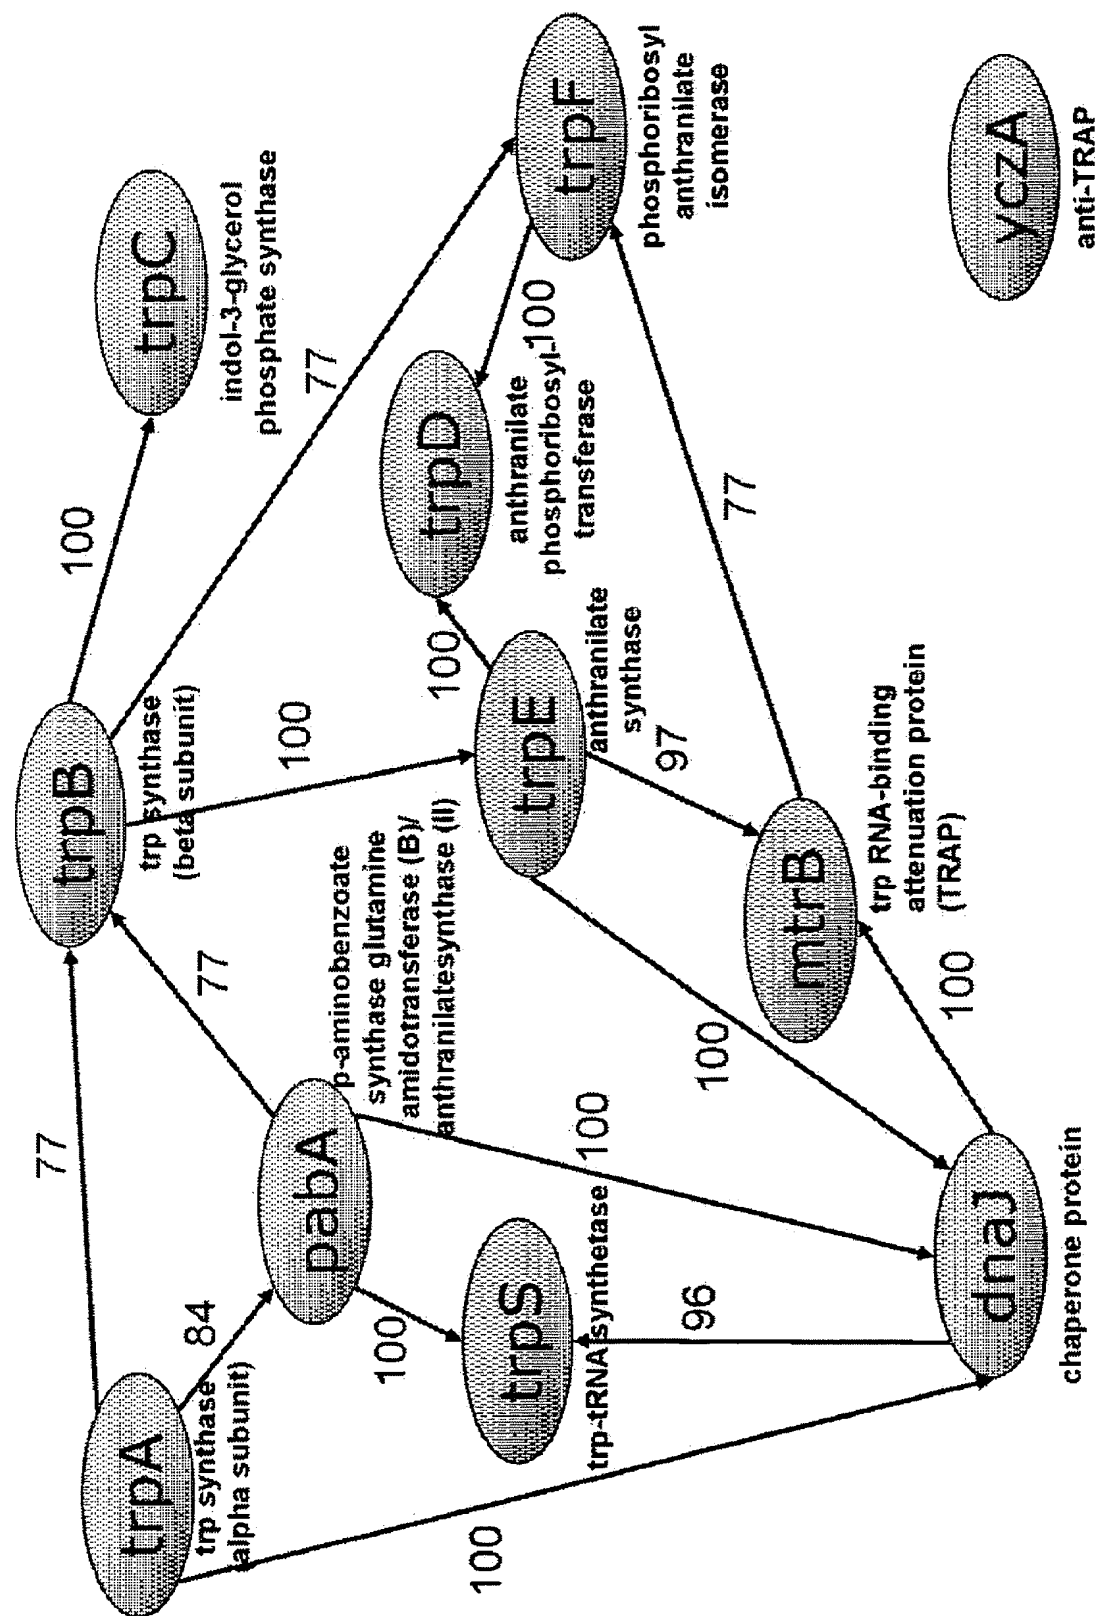 trpA
trp synthase
(alpha subunit)
77
84
100
trpB
trp synthase
(beta subunit)
77
100
trpC
indol-3-glycerol
phosphate synthase
pabA
p-aminobenzoate
synthase glutamine
amidotransferase (B)/
anthranilatesynthase (II)
100
77
100
trpD
anthranilate
phosphoribosyl-
transferase
100
trpF
phosphoribosyl
anthranilate
isomerase
trpS
trp-tRNA synthetase
100
100
trpE
anthranilate
synthase
97
77
96
100
mtrB
trp RNA-binding
attenuation protein
(TRAP)
dnaJ
chaperone protein
100
yczA
anti-TRAP